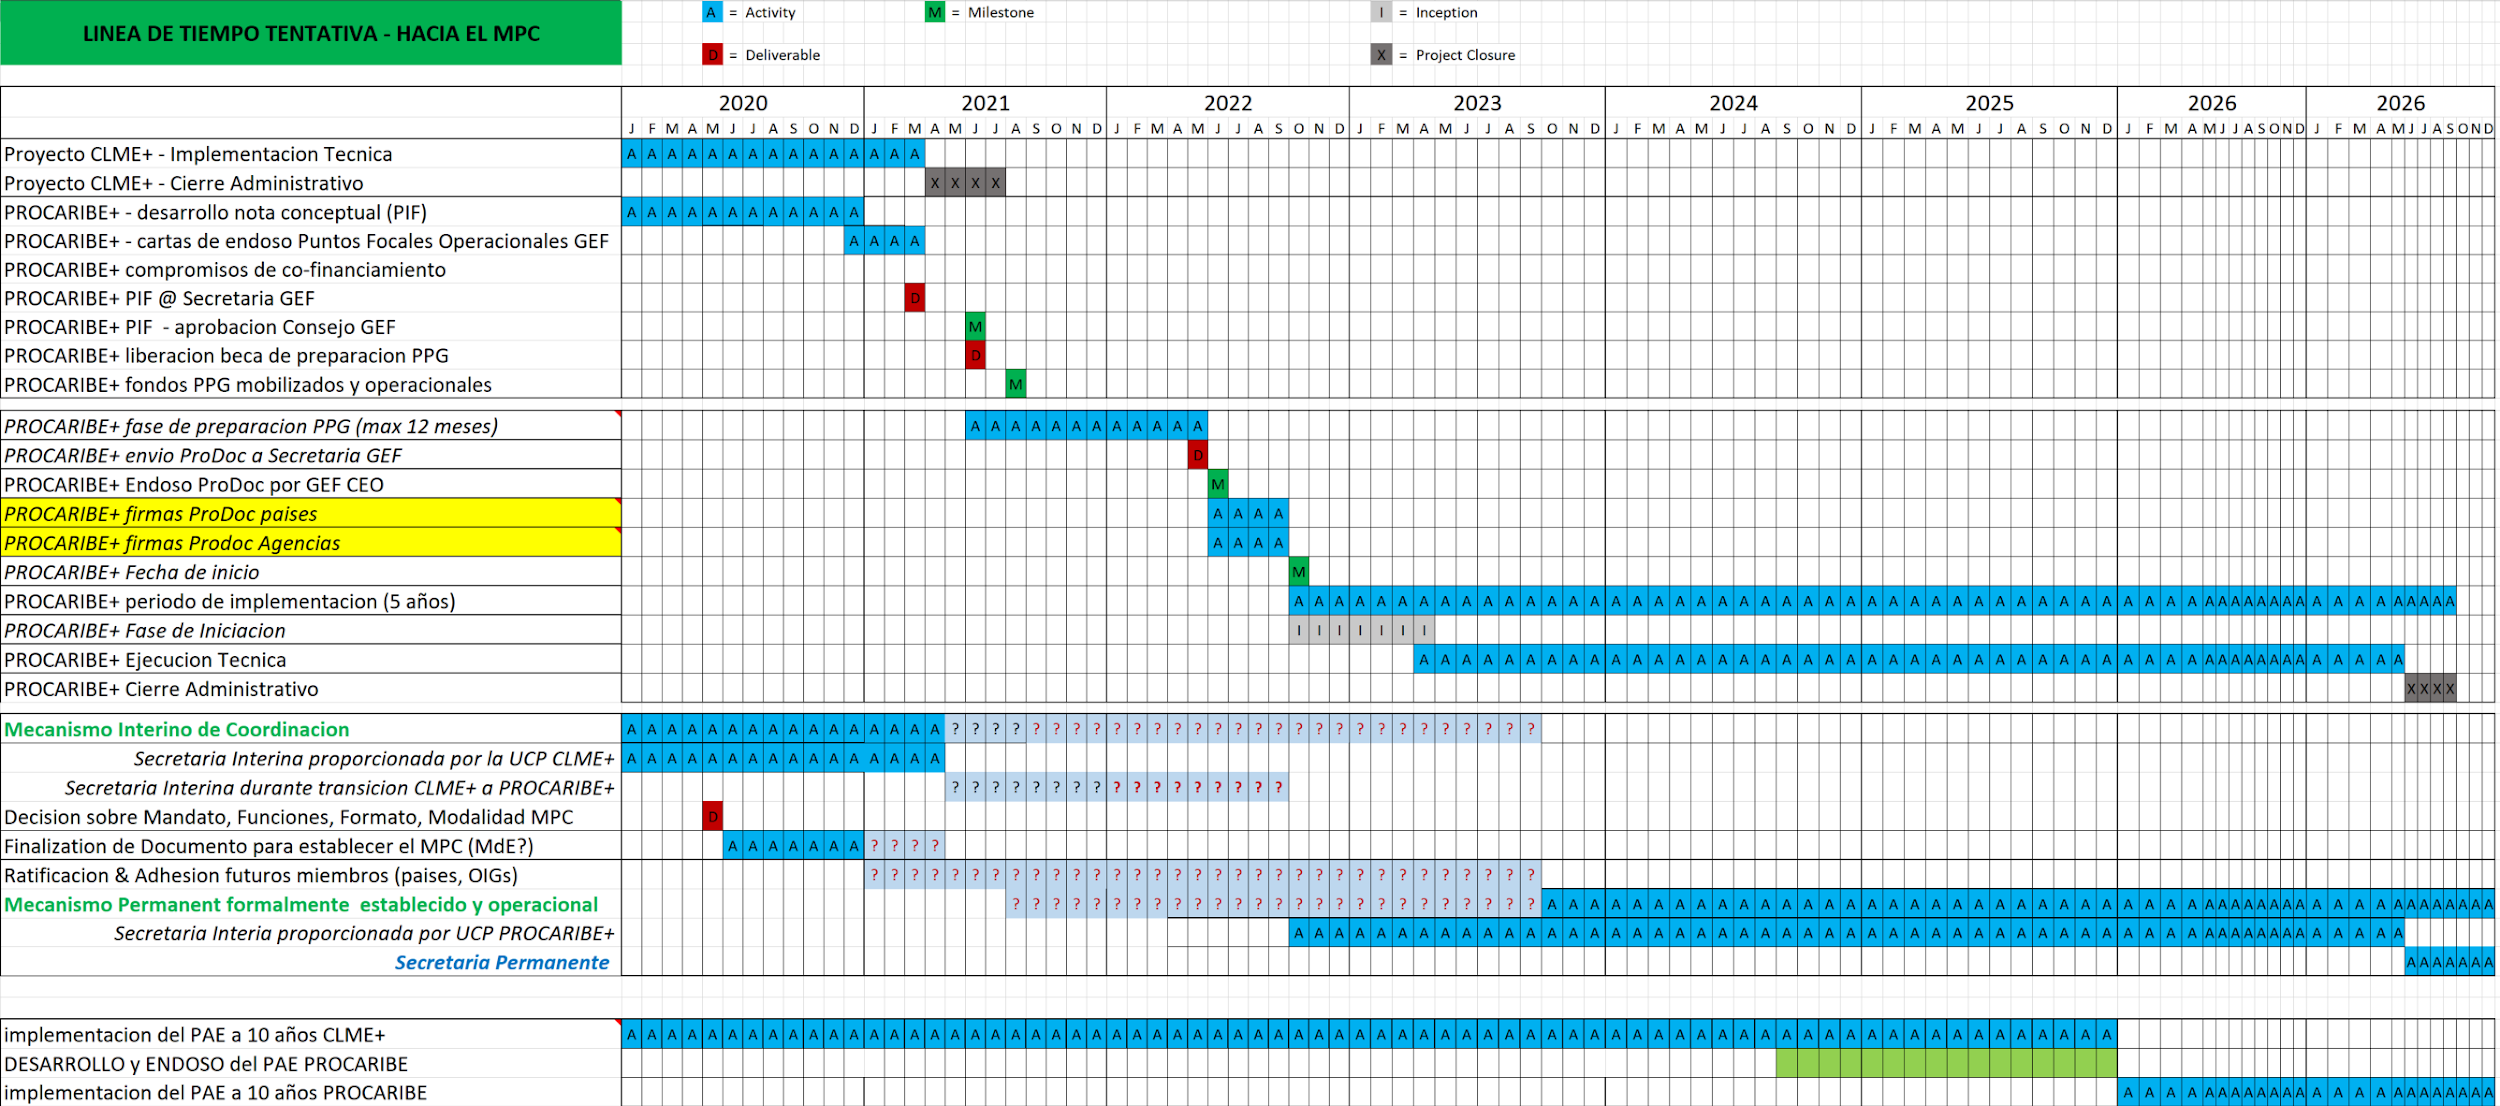 LINEA DE TIEMPO TENTATIVA - HACIA EL MPC
A = Activity
M = Milestone
I = Inception
D = Deliverable
X = Project Closure
2020 2021 2022 2023 2024 2025 2026 2026
J F M A M J J A S O N D J F M A M J J A S O N D J F M A M J J A S O N D J F M A M J J A S O N D J F M A M J J A S O N D J F M A M J J A S O N D J F M A M J J A S O N D J F M A M J J A S O N D
Proyecto CLME+ - Implementacion Tecnica A A A A A A A A A A A A A A A
Proyecto CLME+ - Cierre Administrativo X X X X
PROCARIBE+ - desarrollo nota conceptual (PIF) A A A A A A A A A A A A
PROCARIBE+ - cartas de endoso Puntos Focales Operacionales GEF A A A A
PROCARIBE+ compromisos de co-financiamiento
PROCARIBE+ PIF @ Secretaria GEF D
PROCARIBE+ PIF - aprobacion Consejo GEF M
PROCARIBE+ liberacion beca de preparacion PPG D
PROCARIBE+ fondos PPG mobilizados y operacionales M
PROCARIBE+ fase de preparacion PPG (max 12 meses) A A A A A A A A A A A A
PROCARIBE+ envio ProDoc a Secretaria GEF D
PROCARIBE+ Endoso ProDoc por GEF CEO M
PROCARIBE+ firmas ProDoc paises A A A A
PROCARIBE+ firmas Prodoc Agencias A A A A
PROCARIBE+ Fecha de inicio M
PROCARIBE+ periodo de implementacion (5 años) A A A A A A A A A A A A A A A A A A A A A A A A A A A A A A A A A A A A A A A A A A A A A A A A A A A A A A A A A A A A
PROCARIBE+ Fase de Iniciacion I I I I I I I
PROCARIBE+ Ejecucion Tecnica A A A A A A A A A A A A A A A A A A A A A A A A A A A A A A A A A A A A A A A A A A A A A A A A A A
PROCARIBE+ Cierre Administrativo X X X X
Mecanismo Interino de Coordinacion A A A A A A A A A A A A A A A A ? ? ? ? ? ? ? ? ? ? ? ? ? ? ? ? ? ? ? ? ? ? ? ? ? ? ? ? ?
Secretaria Interina proporcionada por la UCP CLME+ A A A A A A A A A A A A A A A A
Secretaria Interina durante transicion CLME+ a PROCARIBE+ ? ? ? ? ? ? ? ? ? ? ? ? ? ? ? ? ?
Decision sobre Mandato, Funciones, Formato, Modalidad MPC D
Finalization de Documento para establecer el MPC (MdE?) A A A A A A A ? ? ? ?
Ratificacion & Adhesion futuros miembros (paises, OIGs) ? ? ? ? ? ? ? ? ? ? ? ? ? ? ? ? ? ? ? ? ? ? ? ? ? ? ? ? ? ? ? ? ?
Mecanismo Permanent formalmente establecido y operacional ? ? ? ? ? ? ? ? ? ? ? ? ? ? ? ? ? ? ? ? ? ? ? ? ? ? A A A A A A A A A A A A A A A A A A A A A A A A A A A A A A A A A A A A A A A A A A A A A A A A A A A
Secretaria Interia proporcionada por UCP PROCARIBE+ A A A A A A A A A A A A A A A A A A A A A A A A A A A A A A A A A A A A A A A A A A A A A A A A A A A A A A A A
Secretaria Permanente A A A A A A A
implementacion del PAE a 10 años CLME+ A A A A A A A A A A A A A A A A A A A A A A A A A A A A A A A A A A A A A A A A A A A A A A A A A A A A A A A A A A A A A A A A A A A A A A A A
DESARROLLO y ENDOSO del PAE PROCARIBE
implementacion del PAE a 10 años PROCARIBE A A A A A A A A A A A A A A A A A A A A A A A A